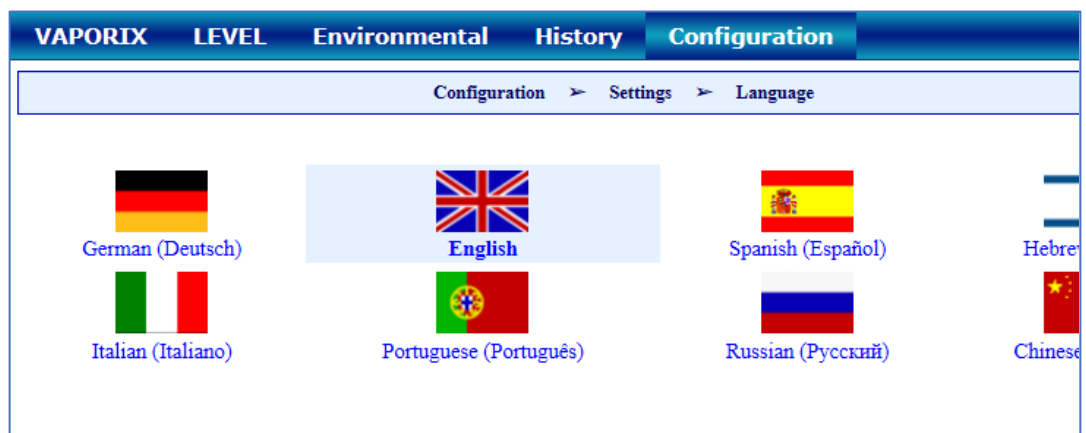 VAPORIX LEVEL Environmental History Configuration
Configuration ➢ Settings ➢ Language
German (Deutsch) English Spanish (Español)
Italian (Italiano) Portuguese (Português) Russian (Русский) Chinese